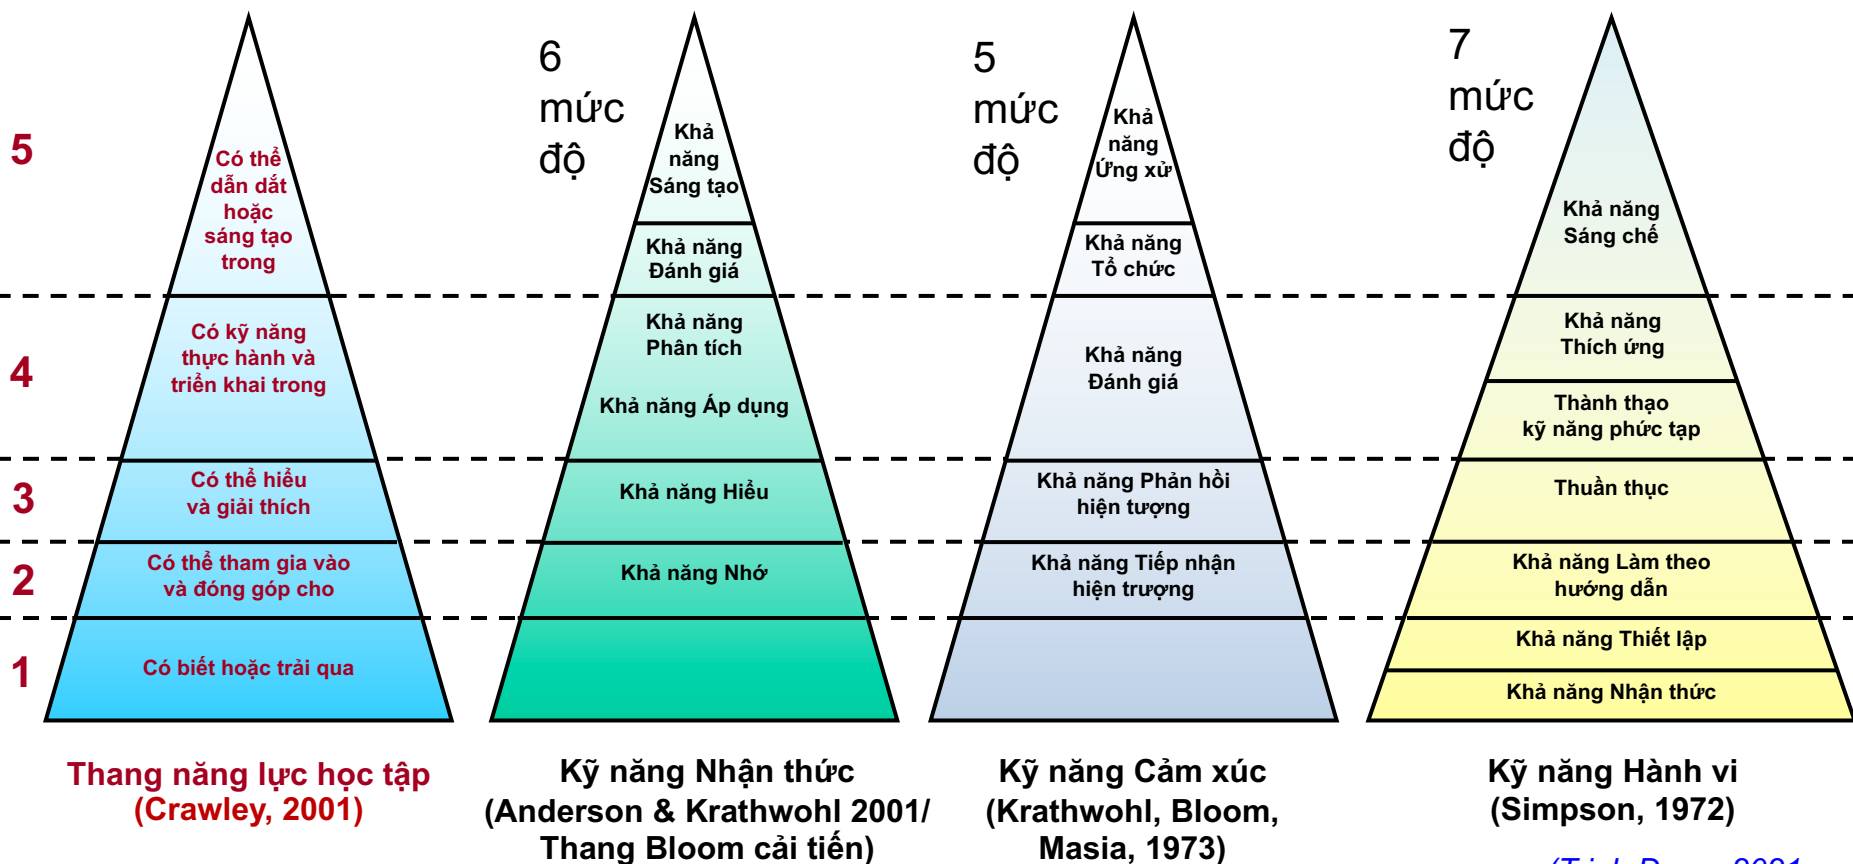 5
4
3
2
1
Có thể
dẫn dắt
hoặc
sáng tạo
trong
Có kỹ năng
thực hành và
triển khai trong
Có thể hiểu
và giải thích
Có thể tham gia vào
và đóng góp cho
Có biết hoặc trải qua
Thang năng lực học tập
(Crawley, 2001)
6
mức
độ
Khả
năng
Sáng tạo
Khả năng
Đánh giá
Khả năng
Phân tích
Khả năng Áp dụng
Khả năng Hiểu
Khả năng Nhớ
Kỹ năng Nhận thức
(Anderson & Krathwohl 2001/
Thang Bloom cải tiến)
5
mức
độ
Khả
năng
Ứng xử
Khả năng
Tổ chức
Khả năng
Đánh giá
Khả năng Phản hồi
hiện tượng
Khả năng Tiếp nhận
hiện trượng
Kỹ năng Cảm xúc
(Krathwohl, Bloom,
Masia, 1973)
7
mức
độ
Khả năng
Sáng chế
Khả năng
Thích ứng
Thành thạo
kỹ năng phức tạp
Thuần thục
Khả năng Làm theo
hướng dẫn
Khả năng Thiết lập
Khả năng Nhận thức
Kỹ năng Hành vi
(Simpson, 1972)